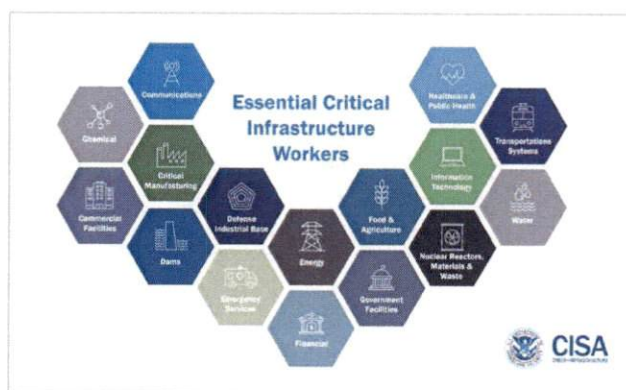 Essential Critical
Infrastructure
Workers
Communications
Chemical
Critical
Manufacturing
Commercial
Facilities
Dams
Defense
Industrial Base
Emergency
Services
Energy
Financial
Food &
Agriculture
Government
Facilities
Healthcare &
Public Health
Information
Technology
Nuclear Reactors,
Materials &
Waste
Transportations
Systems
Water
CISA